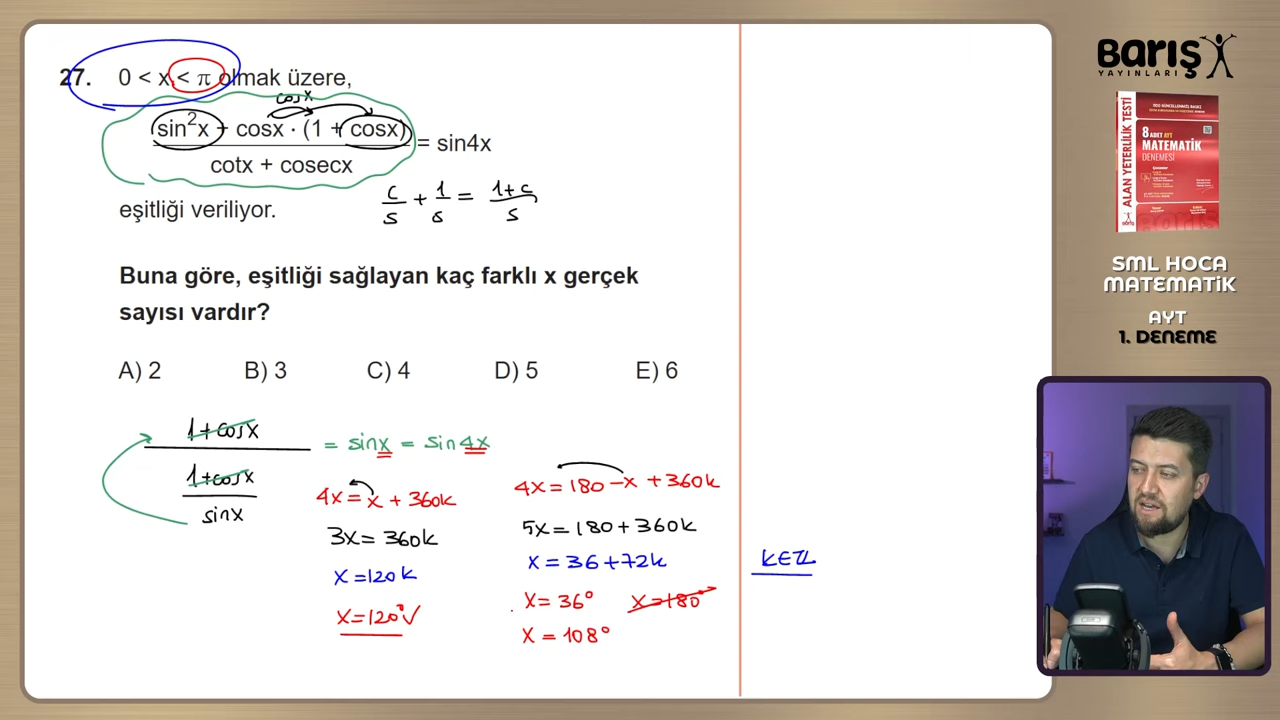 27. 0 < x < π olmak üzere,
cosx
sin²x + cosx · (1 + cosx)
cotx + cosecx
= sin4x
eşitliği veriliyor.
c/s + 1/s = 1+c/s
Buna göre, eşitliği sağlayan kaç farklı x gerçek
sayısı vardır?
A) 2 B) 3 C) 4 D) 5 E) 6
1+cosx
1+cosx
sinx
= sinx = sin4x
4x = x + 360k
3x = 360k
x = 120k
x = 120° √
4x = 180 - x + 360k
5x = 180 + 360k
x = 36 + 72k
x = 36° x = 180°
x = 108°
KEZZ
BARIŞ
YAYINLARI
ALAN YETERLİLİK TESTİ
8 ADET AYT
MATEMATİK
DENEMESİ
BARIŞ
SML HOCA
MATEMATİK
AYT
1. DENEME